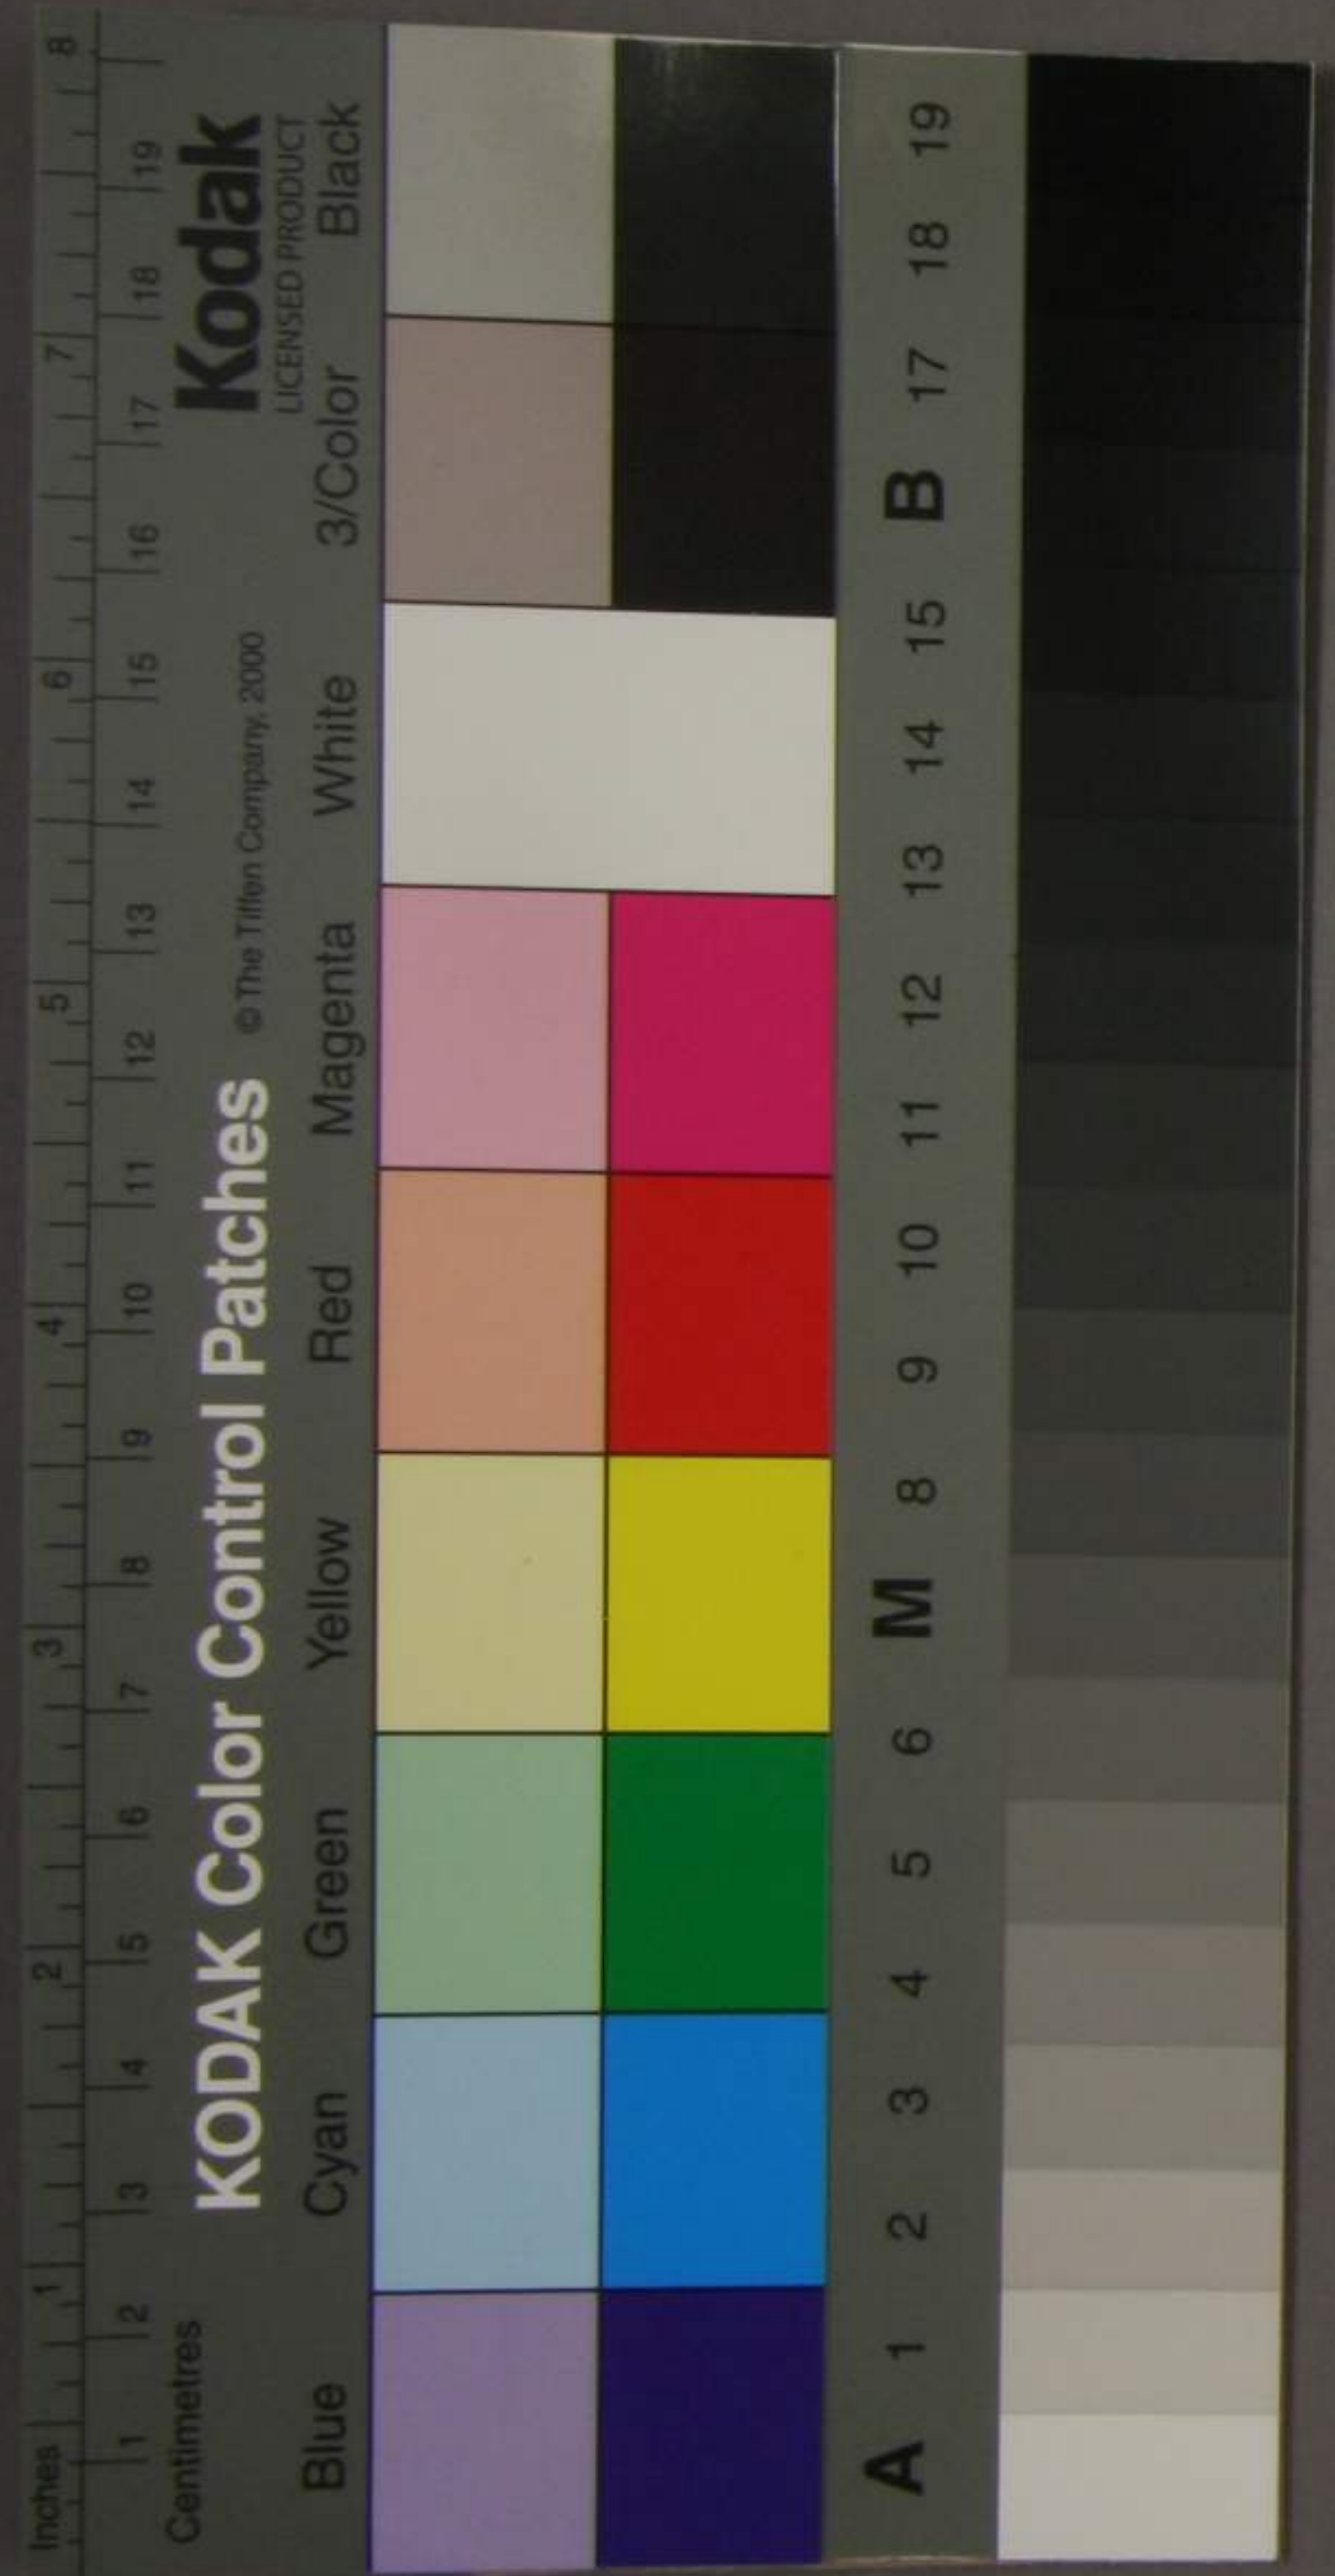 Inches 1 2 3 4 5 6 7 8
1 2 3 4 5 6 7 8 9 10 11 12 13 14 15 16 17 18 19
Centimetres
KODAK Color Control Patches © The Tiffen Company, 2000 Kodak
LICENSED PRODUCT
Blue Cyan Green Yellow Red Magenta White 3/Color Black
A 1 2 3 4 5 6 M 8 9 10 11 12 13 14 15 B 17 18 19